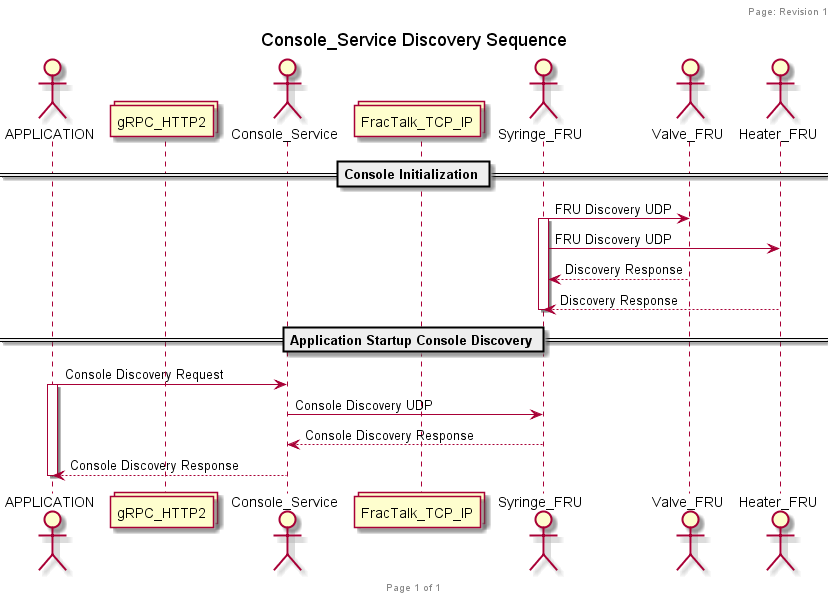 Page: Revision 1
Console_Service Discovery Sequence
APPLICATION
gRPC_HTTP2
Console_Service
FracTalk_TCP_IP
Syringe_FRU
Valve_FRU
Heater_FRU
Console Initialization
FRU Discovery UDP
FRU Discovery UDP
Discovery Response
Discovery Response
Application Startup Console Discovery
Console Discovery Request
Console Discovery UDP
Console Discovery Response
Console Discovery Response
APPLICATION
gRPC_HTTP2
Console_Service
FracTalk_TCP_IP
Syringe_FRU
Valve_FRU
Heater_FRU
Page 1 of 1